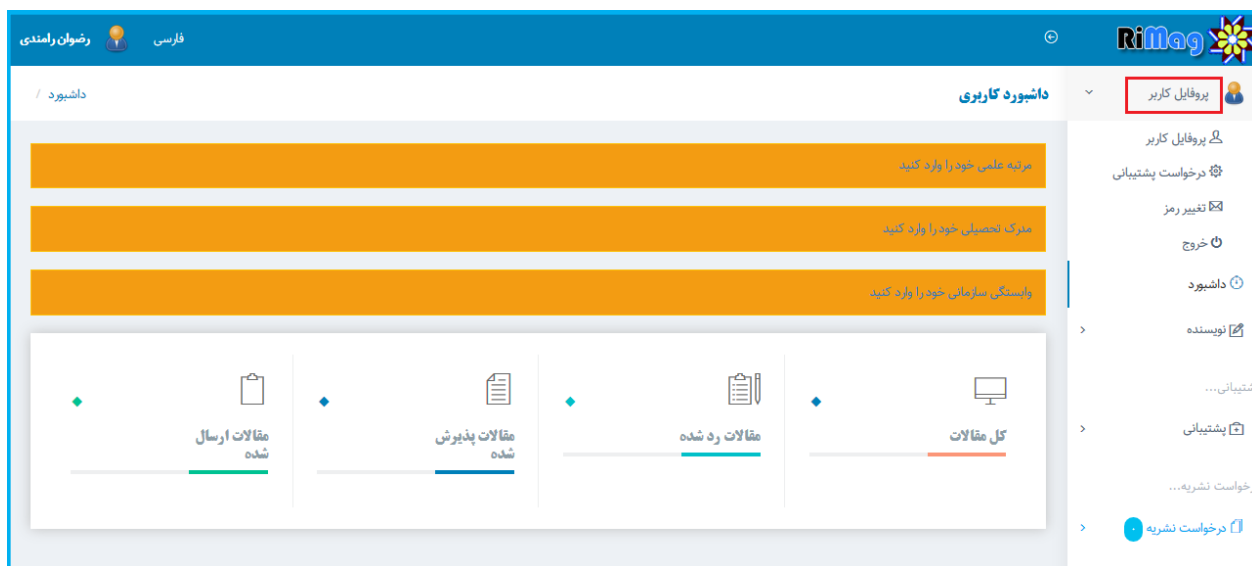 RiMag
فارسی
رضوان رامندی
پروفایل کاربر
پروفایل کاربر
درخواست پشتیبانی
تغییر رمز
خروج
داشبورد
نویسنده
پشتیبانی
درخواست نشریه
داشبورد کاربری
داشبورد /
مرتبه علمی خود را وارد کنید
مدرک تحصیلی خود را وارد کنید
وابستگی سازمانی خود را وارد کنید
کل مقالات
مقالات رد شده
مقالات پذیرش
شده
مقالات ارسال
شده